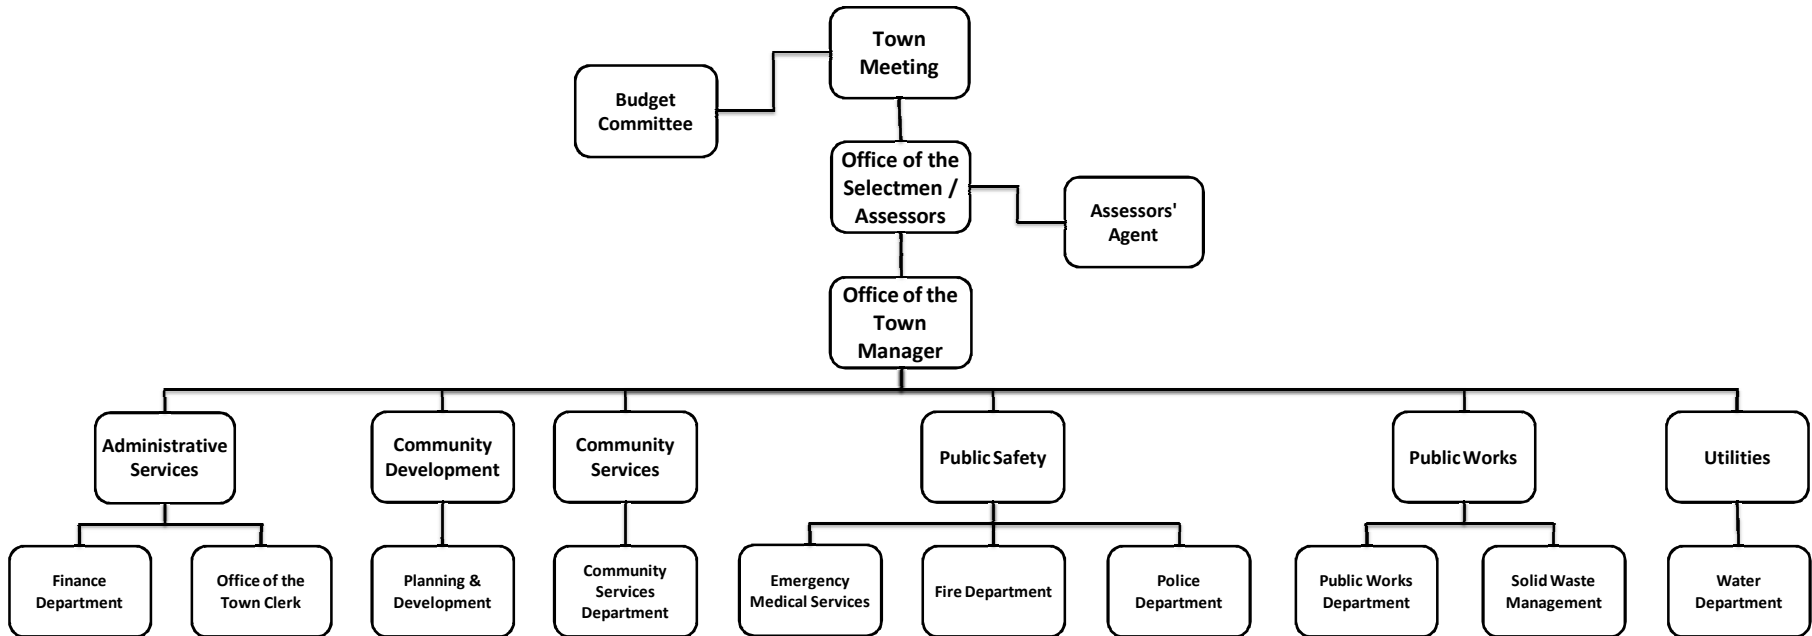 Town
Meeting
Budget
Committee
Office of the
Selectmen /
Assessors
Assessors'
Agent
Office of the
Town
Manager
Administrative
Services
Community
Development
Community
Services
Public Safety
Public Works
Utilities
Finance
Department
Office of the
Town Clerk
Planning &
Development
Community
Services
Department
Emergency
Medical Services
Fire Department
Police
Department
Public Works
Department
Solid Waste
Management
Water
Department